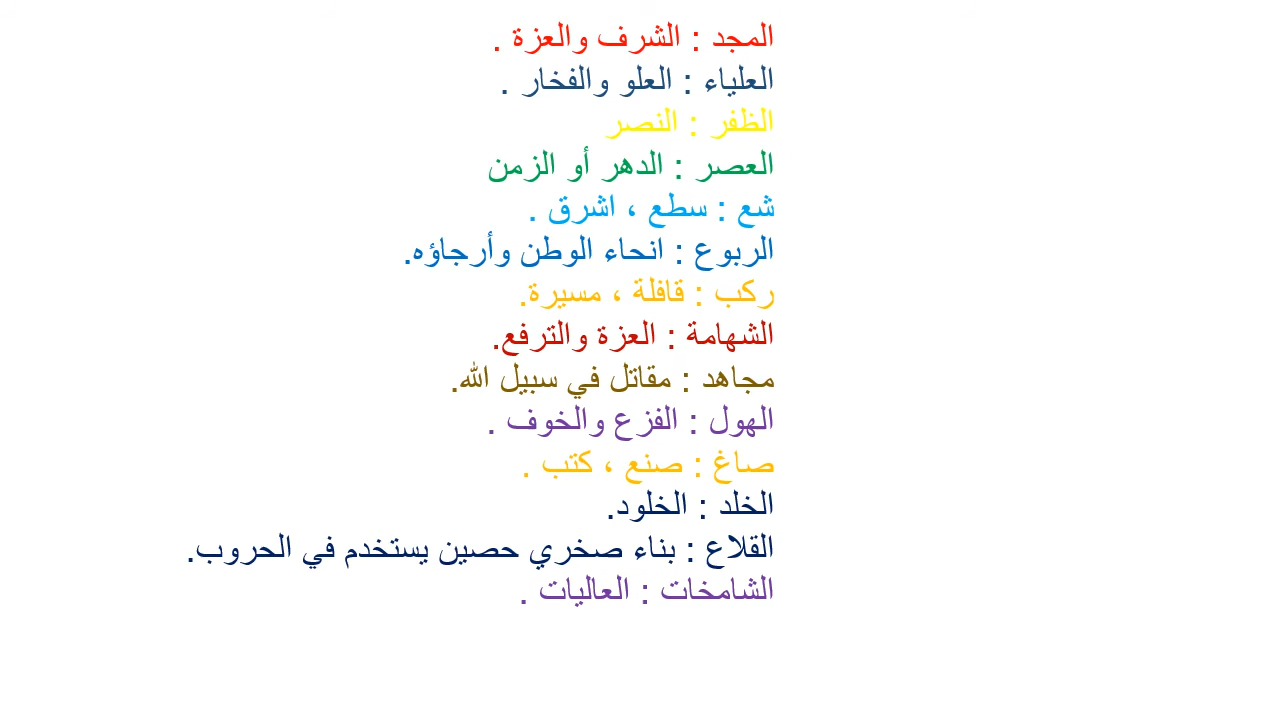 المجد : الشرف والعزة .
العلياء : العلو والفخار .
الظفر : النصر
العصر : الدهر أو الزمن
شع : سطع ، اشرق .
الربوع : انحاء الوطن وأرجاؤه.
ركب : قافلة ، مسيرة.
الشهامة : العزة والترفع.
مجاهد : مقاتل في سبيل الله.
الهول : الفزع والخوف .
صاغ : صنع ، كتب .
الخلد : الخلود.
القلاع : بناء صخري حصين يستخدم في الحروب.
الشامخات : العاليات .